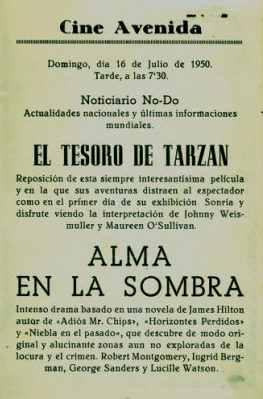 Cine Avenida
Domingo, día 16 de Julio de 1950.
Tarde, a las 7'30.
Noticiario No-Do
Actualidades nacionales y últimas informaciones
mundiales.
EL TESORO DE TARZAN
Reposición de esta siempre interesantísima película
y en la que sus aventuras distraen al espectador
como en el primer día de su exhibición Sonría y
disfrute viendo la interpretación de Johnny Weis-
muller y Maureen O'Sullivan.
ALMA
EN LA SOMBRA
Intenso drama basado en una novela de James Hilton
autor de «Adiós Mr. Chips», «Horizontes Perdidos»
y «Niebla en el pasado», que descubre de modo ori-
ginal y alucinante zonas aun no exploradas de la
locura y el crimen. Robert Montgomery, Ingrid Berg-
man, George Sanders y Lucille Watson.